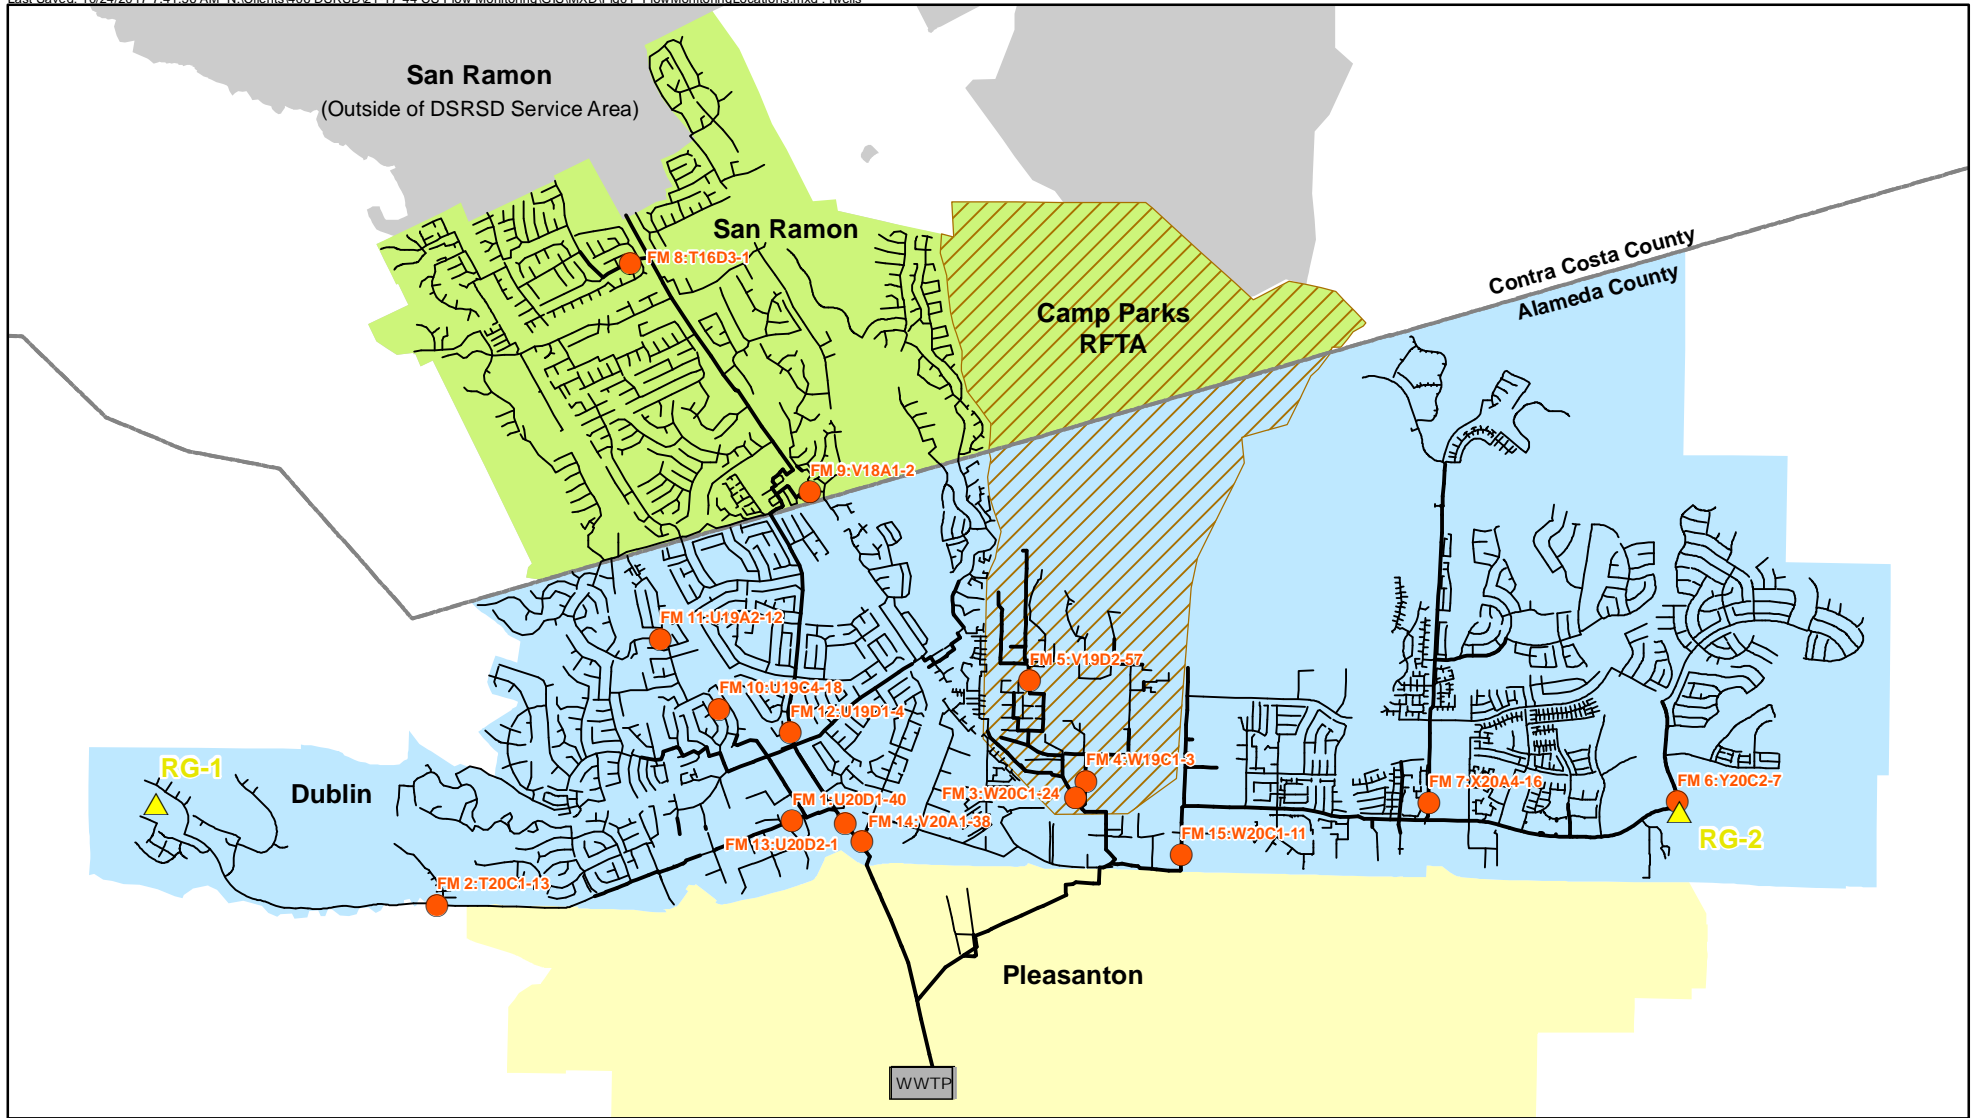 San Ramon
(Outside of DSRSD Service Area)
San Ramon
FM 8:T16D3-1
Contra Costa County
Alameda County
Camp Parks
RFTA
FM 9:V18A1-2
FM 11:U19A2-12
FM 5:V19D2-57
FM 10:U19C4-18
FM 12:U19D1-4
RG-1
Dublin
FM 4:W19C1-3
FM 3:W20C1-24
FM 7:X20A4-16
FM 6:Y20C2-7
FM 1:U20D1-40
FM 14:V20A1-38
FM 13:U20D2-1
FM 15:W20C1-11
RG-2
FM 2:T20C1-13
Pleasanton
WWTP